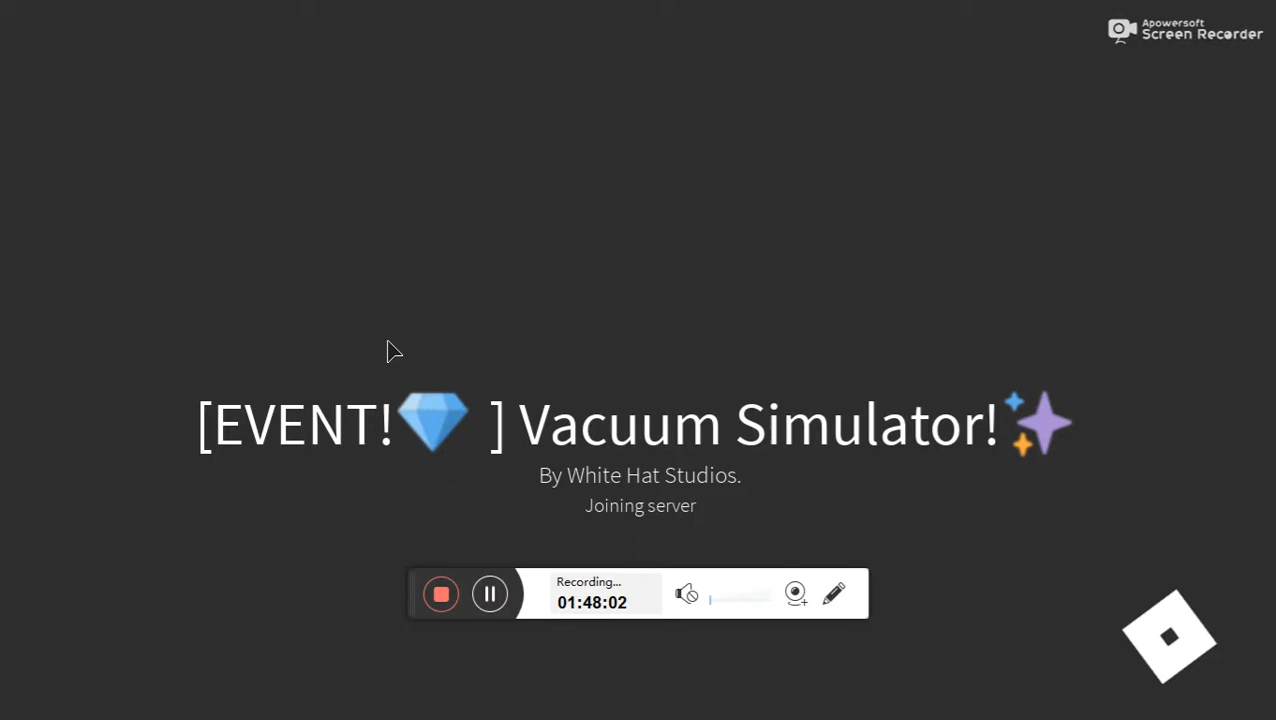 Apowersoft
Screen Recorder
[EVENT!💎 ] Vacuum Simulator!✨
By White Hat Studios.
Joining server
Recording...
01:48:02